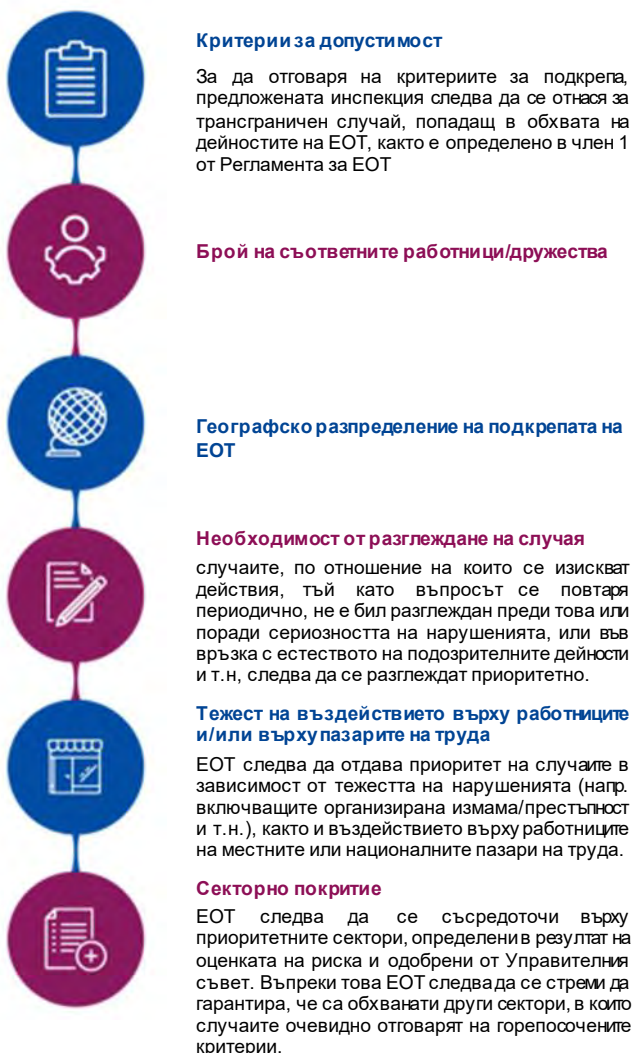 Критерии за допустимост
За да отговаря на критериите за подкрепа,
предложената инспекция следва да се отнася за
трансграничен случай, попадащ в обхвата на
дейностите на ЕОТ, както е определено в член 1
от Регламента за ЕОТ
Брой на съответните работници/дружества
Географско разпределение на подкрепата на
ЕОТ
Необходимост от разглеждане на случая
случаите, по отношение на които се изискват
действия, тъй като въпросът се повтаря
периодично, не е бил разглеждан преди това или
поради сериозността на нарушенията, или във
връзка с естеството на подозрителните дейности
и т.н, следва да се разглеждат приоритетно.
Тежест на въздействието върху работниците
и/или върху пазарите на труда
ЕОТ следва да отдава приоритет на случаите в
зависимост от тежестта на нарушенията (напр.
включващите организирана измама/престъпност
и т.н.), както и въздействието върху работниците
на местните или националните пазари на труда.
Секторно покритие
ЕОТ следва да се съсредоточи върху
приоритетните сектори, определени в резултат на
оценката на риска и одобрени от Управителния
съвет. Въпреки това ЕОТ следва да се стреми да
гарантира, че са обхванати други сектори, в които
случаите очевидно отговарят на горепосочените
критерии.